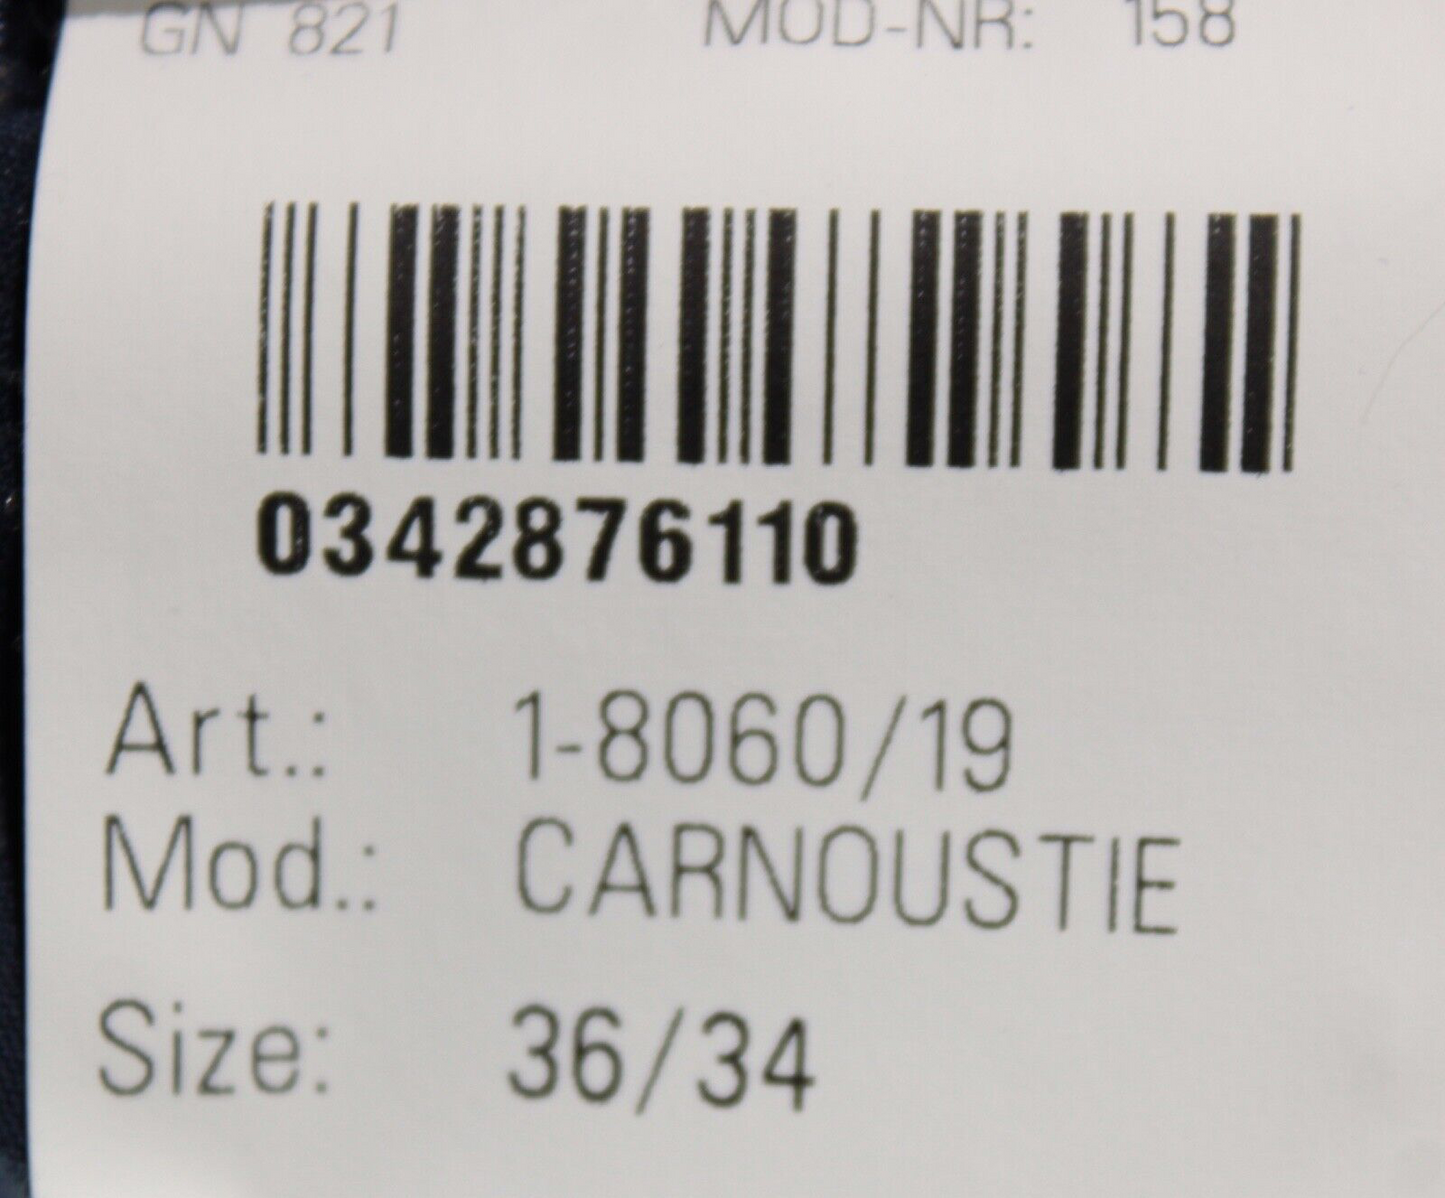 GN 821 MOD-NR: 158
0342876110
Art.: 1-8060/19
Mod.: CARNOUSTIE
Size: 36/34